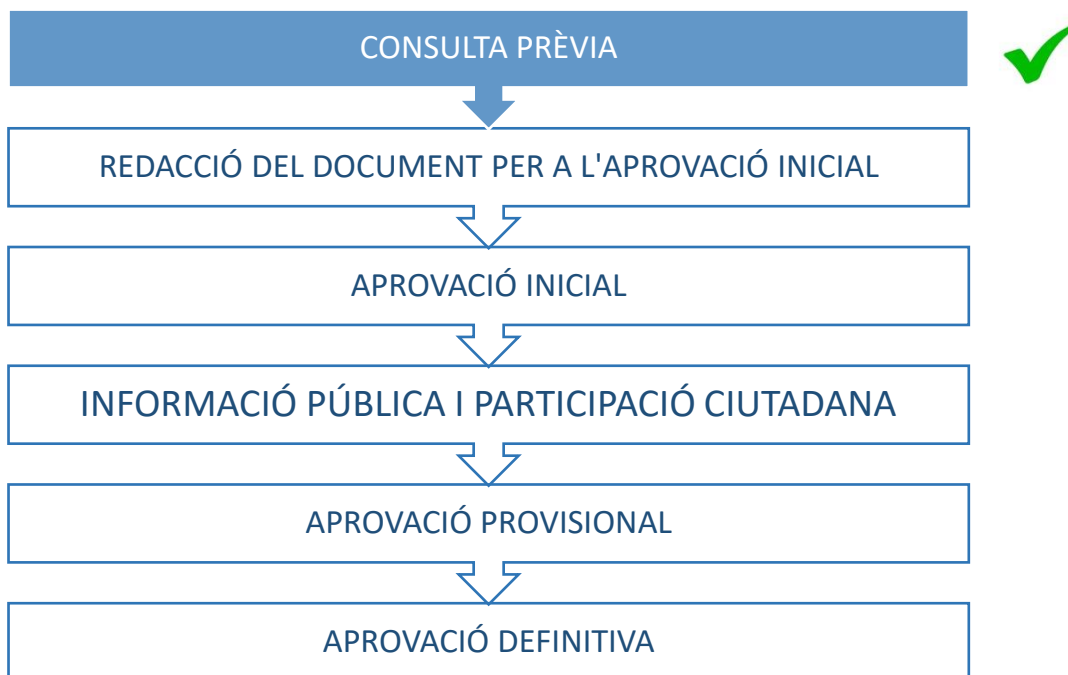 CONSULTA PRÈVIA
REDACCIÓ DEL DOCUMENT PER A L'APROVACIÓ INICIAL
APROVACIÓ INICIAL
INFORMACIÓ PÚBLICA I PARTICIPACIÓ CIUTADANA
APROVACIÓ PROVISIONAL
APROVACIÓ DEFINITIVA